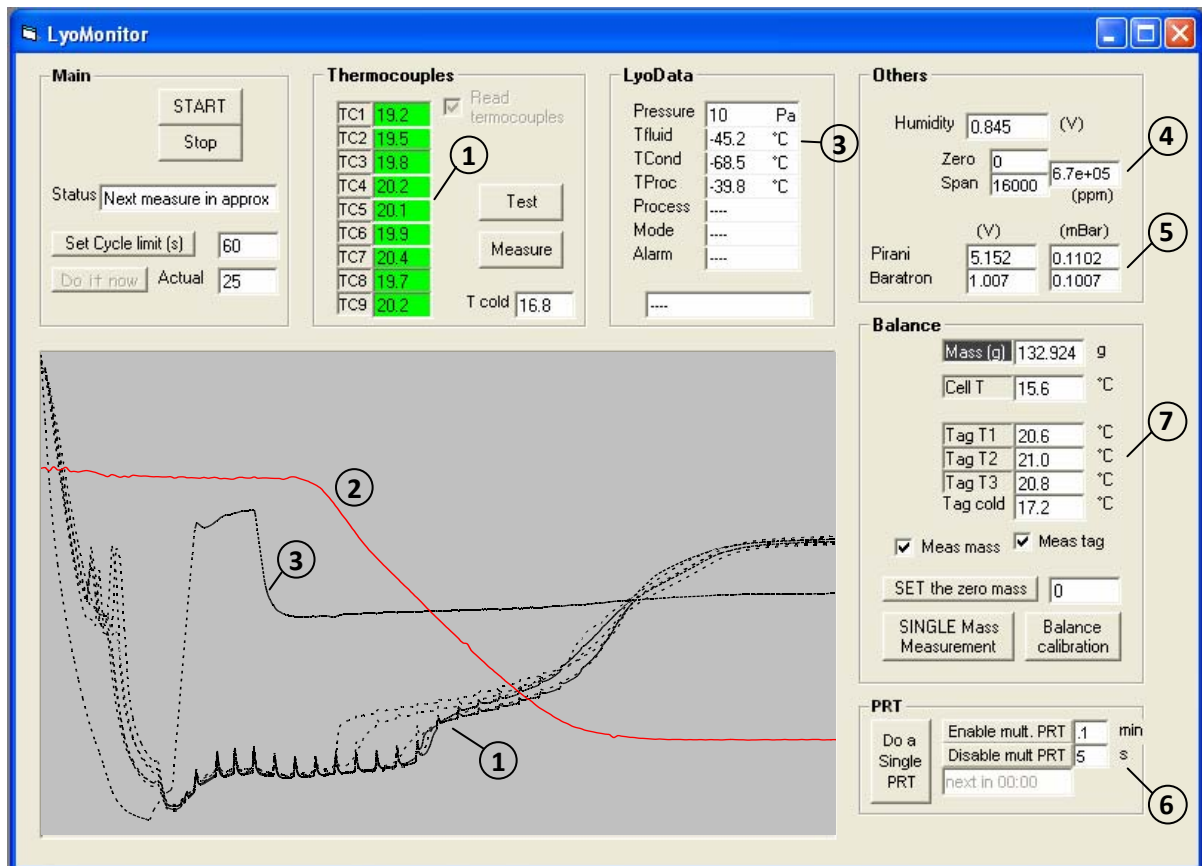 LyoMonitor
Main
START
Stop
Status Next measure in approx
Set Cycle limit (s) 60
Do it now Actual 25
Thermocouples
TC1 19.2
TC2 19.5
TC3 19.8
TC4 20.2
TC5 20.1
TC6 19.9
TC7 20.4
TC8 19.7
TC9 20.2
Read
termocouples
1
Test
Measure
T cold 16.8
LyoData
Pressure 10 Pa
Tfluid -45.2 °C
TCond -68.5 °C
TProc -39.8 °C
Process ----
Mode ----
Alarm ----
----
3
Others
Humidity 0.845 (V)
Zero 0
Span 16000
6.7e+05
(ppm)
4
(V) (mBar)
Pirani 5.152 0.1102
Baratron 1.007 0.1007
5
Balance
Mass (g) 132.924 g
Cell T 15.6 °C
Tag T1 20.6 °C
Tag T2 21.0 °C
Tag T3 20.8 °C
Tag cold 17.2 °C
7
Meas mass Meas tag
SET the zero mass 0
SINGLE Mass
Measurement
Balance
calibration
PRT
Do a
Single
PRT
Enable mult. PRT .1 min
Disable mult PRT 5 s
next in 00:00
6
2
3
1